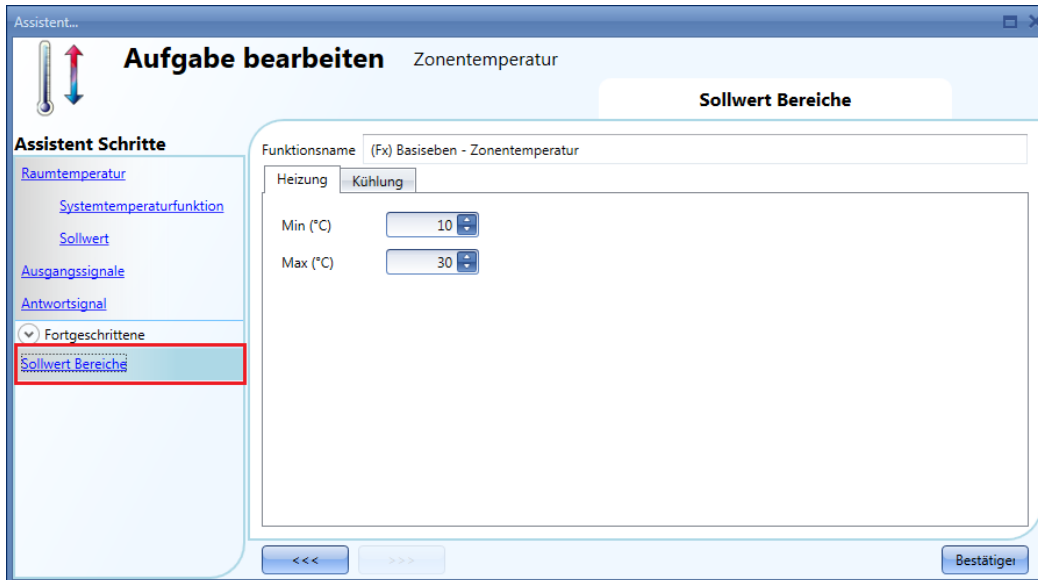 Assistent...
Aufgabe bearbeiten Zonentemperatur
Sollwert Bereiche
Assistent Schritte
Raumtemperatur
Systemtemperaturfunktion
Sollwert
Ausgangssignale
Antwortsignal
Fortgeschrittene
Sollwert Bereiche
Funktionsname (Fx) Basiseben - Zonentemperatur
Heizung Kühlung
Min (°C) 10
Max (°C) 30
<<< >>> Bestätiger